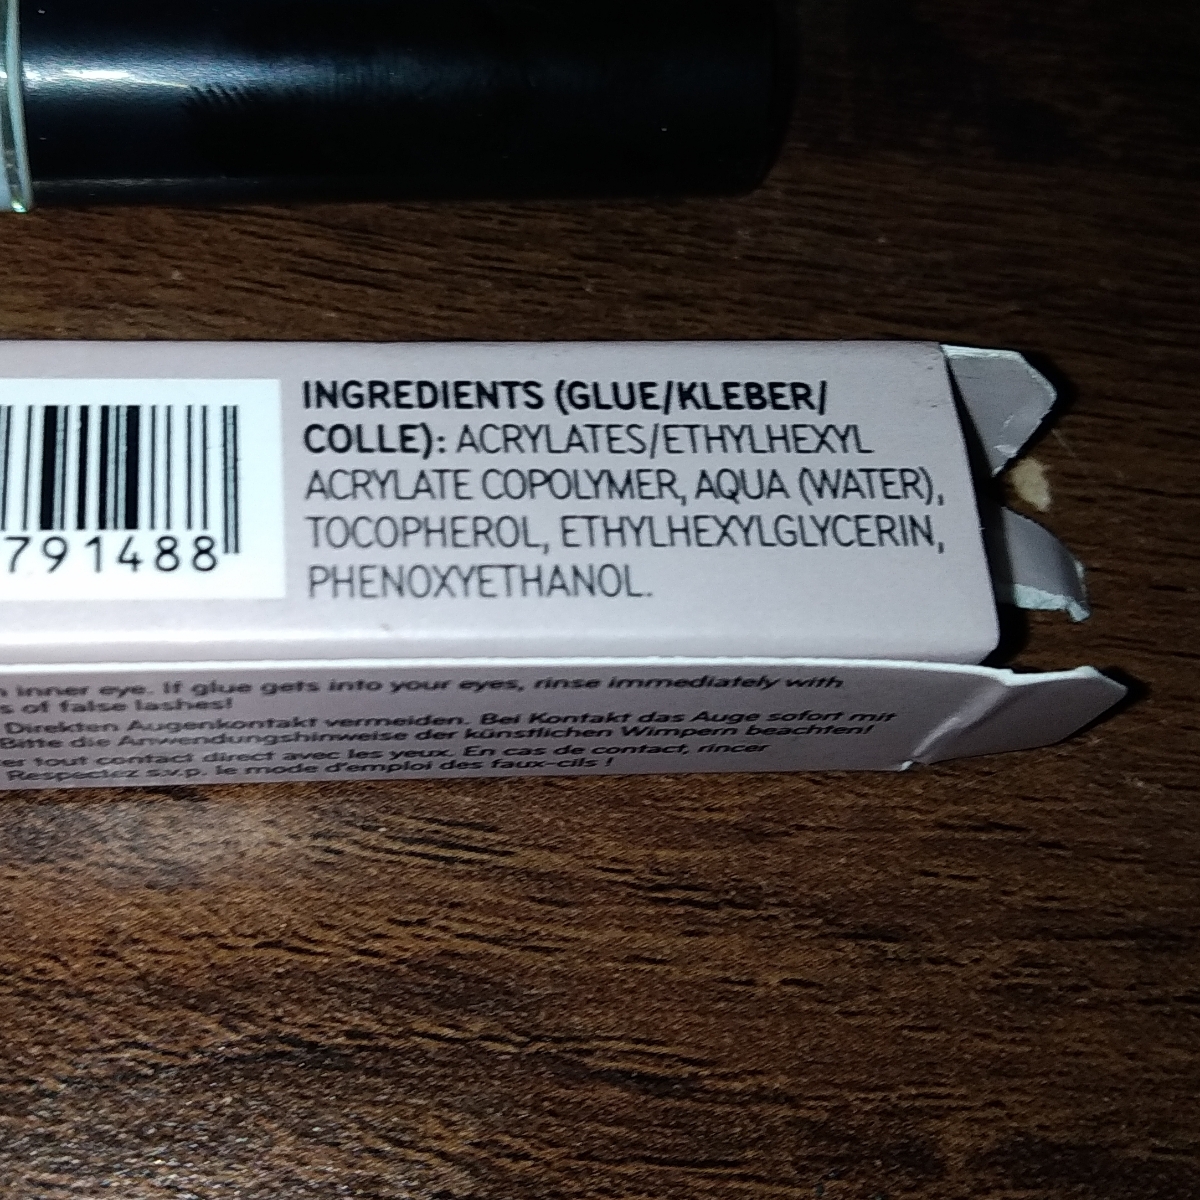 INGREDIENTS (GLUE/KLEBER/
COLLE): ACRYLATES/ETHYLHEXYL
ACRYLATE COPOLYMER, AQUA (WATER),
TOCOPHEROL, ETHYLHEXYLGLYCERIN,
PHENOXYETHANOL.
791488
inner eye. If glue gets into your eyes, rinse immediately with
s of false lashes!
Direkten Augenkontakt vermeiden. Bei Kontakt das Auge sofort mit
Bitte die Anwendungshinweise der künstlichen Wimpern beachten!
er tout contact direct avec les yeux. En cas de contact, rincer
Respectez s.v.p. le mode d'emploi des faux-cils !